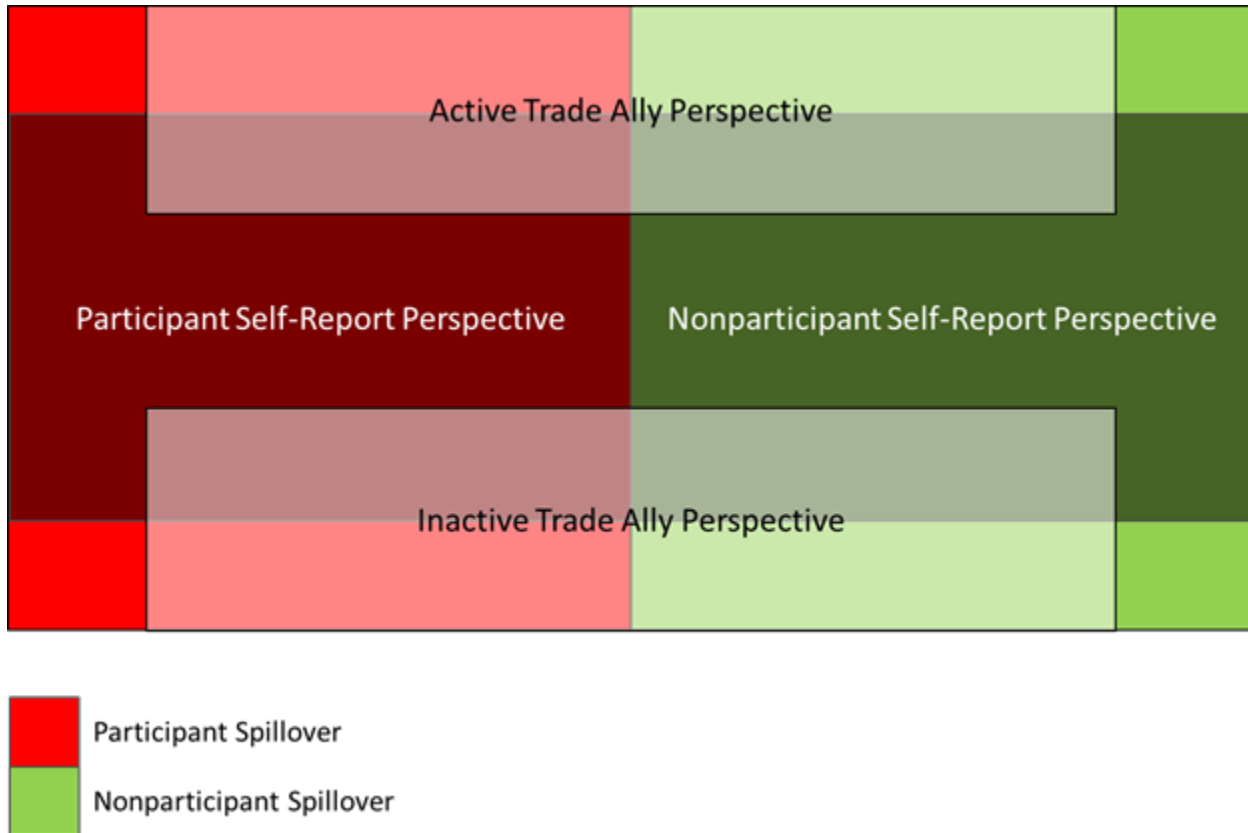 Active Trade Ally Perspective
Participant Self-Report Perspective
Nonparticipant Self-Report Perspective
Inactive Trade Ally Perspective
Participant Spillover
Nonparticipant Spillover